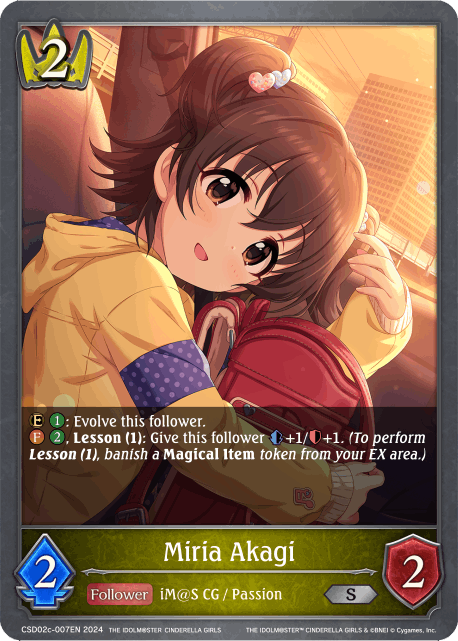 2
Miria Akagi
E 1: Evolve this follower.
F 2, Lesson (1): Give this follower +1/+1. (To perform
Lesson (1), banish a Magical Item token from your EX area.)
2
Follower
iM@S CG / Passion
S
2
CSD02c-007EN 2024 THE IDOLM@STER CINDERELLA GIRLS THE IDOLM@STER™ CINDERELLA GIRLS & ©BNEI © Cygames, Inc.